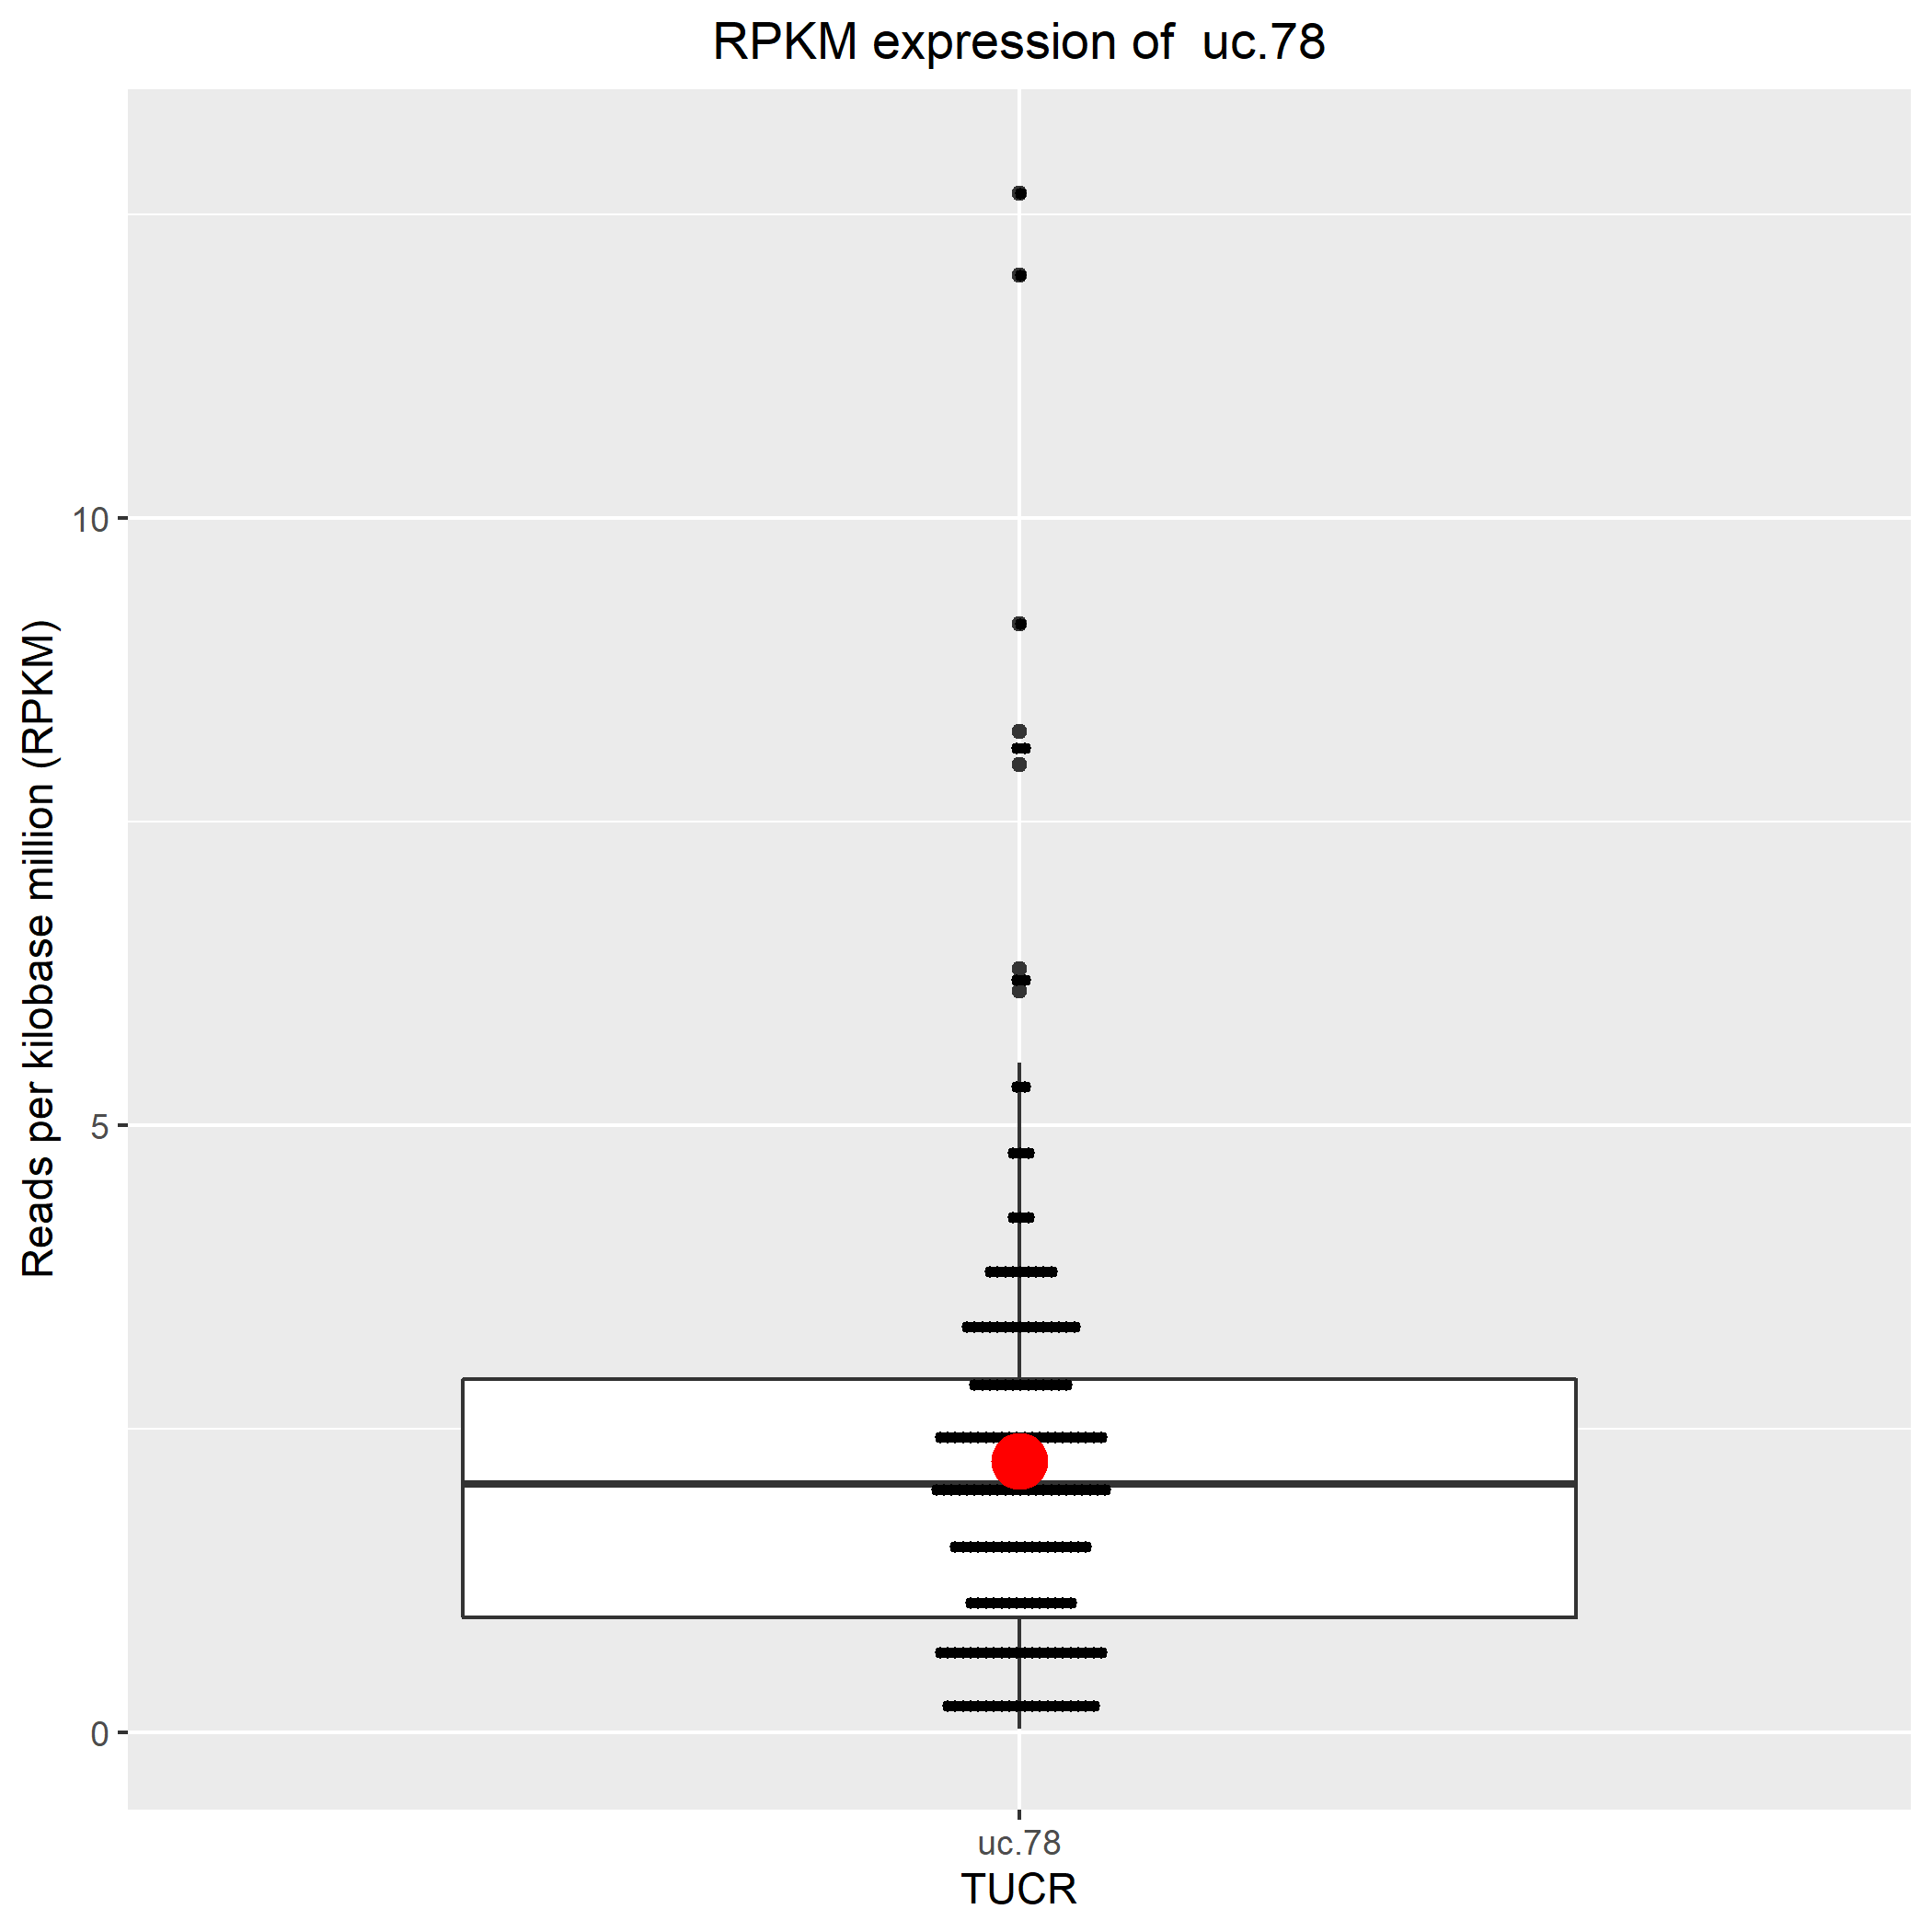 RPKM expression of  uc.78
Reads per kilobase million (RPKM)
10
5
0
uc.78
TUCR